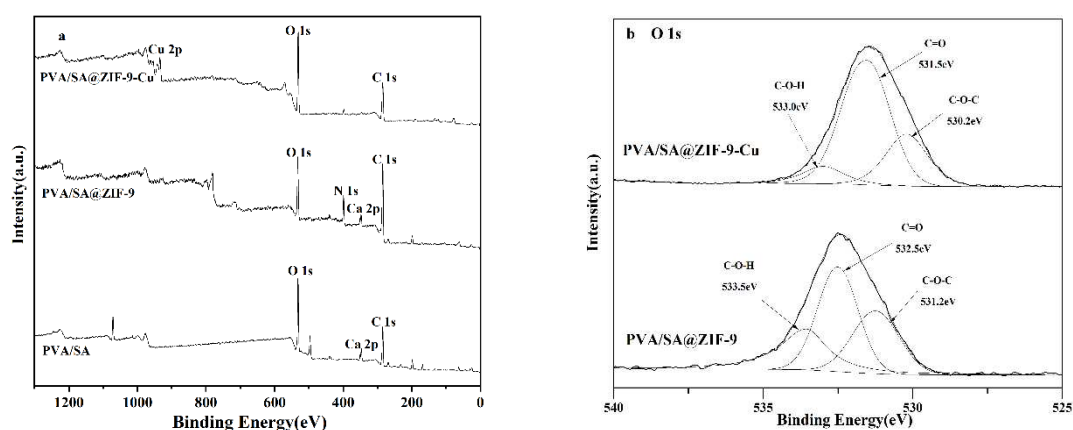 a
Cu 2p
O 1s
PVA/SA@ZIF-9-Cu
C 1s
O 1s
C 1s
PVA/SA@ZIF-9
N 1s
Ca 2p
O 1s
C 1s
Ca 2p
PVA/SA
Intensity(a.u.)
1200 1000 800 600 400 200 0
Binding Energy(eV)
b O 1s
C=O
531.5eV
C-O-H
533.0eV
C-O-C
530.2eV
PVA/SA@ZIF-9-Cu
C=O
532.5eV
C-O-H
533.5eV
C-O-C
531.2eV
PVA/SA@ZIF-9
Intensity(a.u.)
540 535 530 525
Binding Energy(eV)